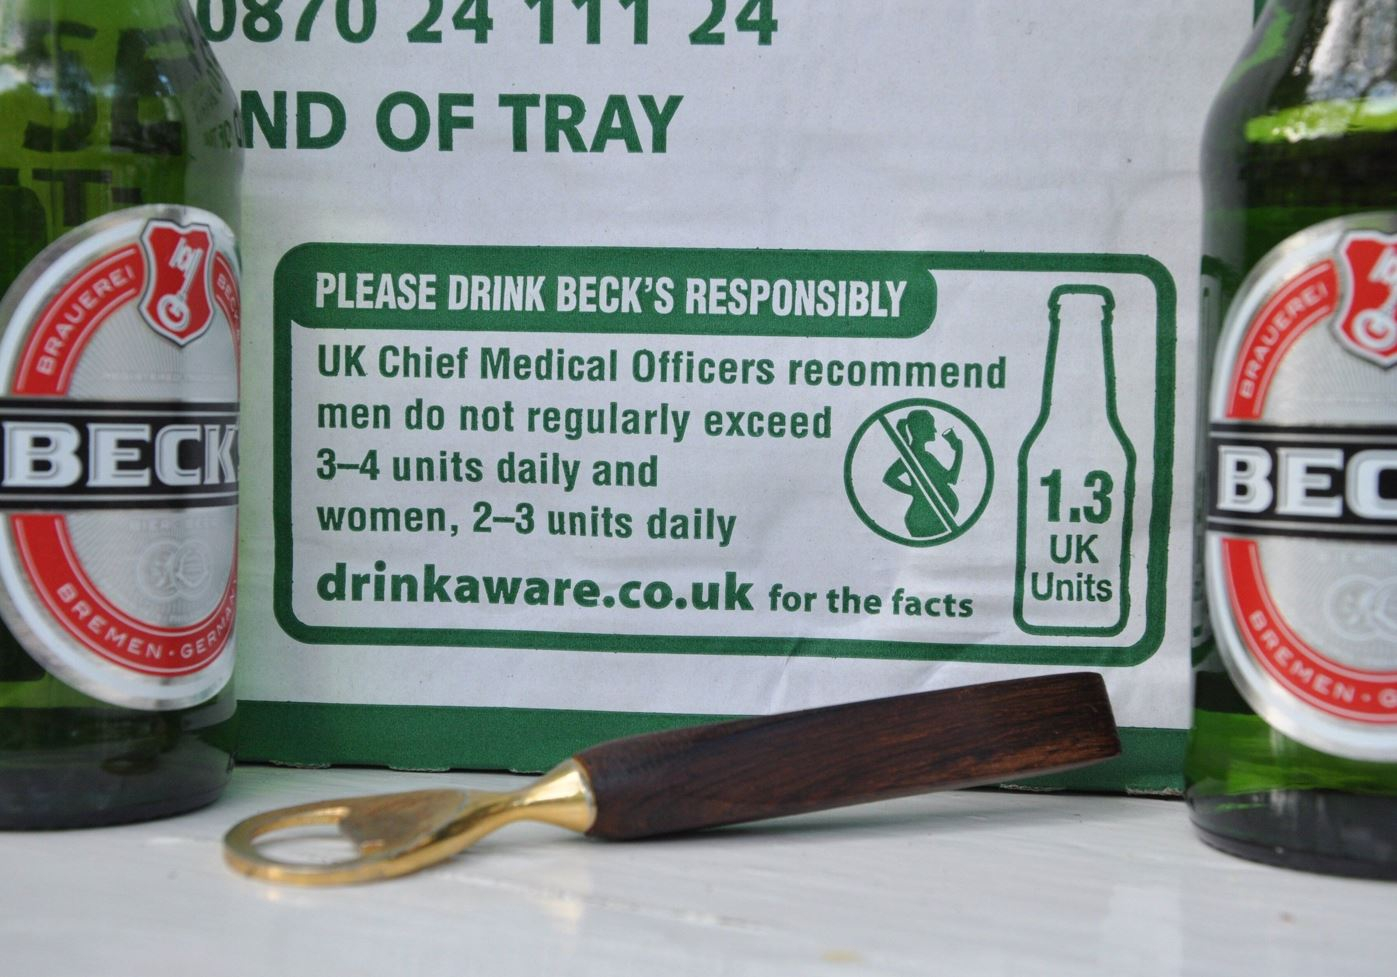 0870 24 111 24
ND OF TRAY
PLEASE DRINK BECK'S RESPONSIBLY
UK Chief Medical Officers recommend
men do not regularly exceed
3–4 units daily and
women, 2–3 units daily
drinkaware.co.uk for the facts
1.3
UK
Units
BRAUEREI BEC
BECK
BREMEN · GERMAN
BRAUEREI
BEC
BREMEN · G